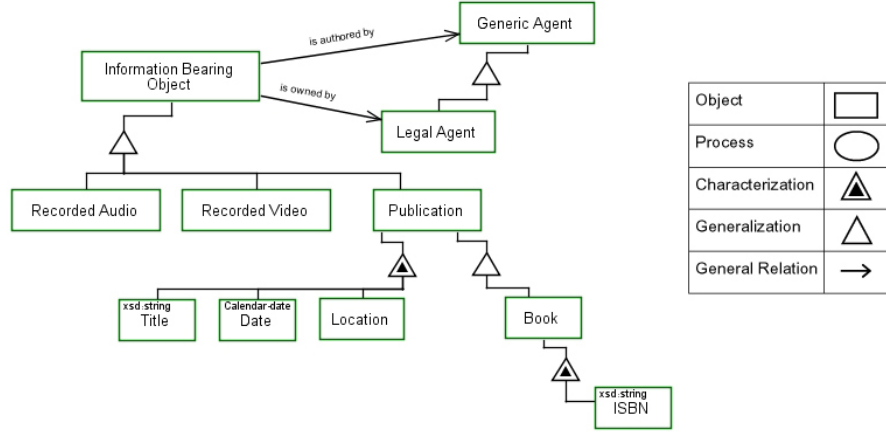 Generic Agent
is authored by
Information Bearing
Object
is owned by
Legal Agent
Recorded Audio
Recorded Video
Publication
xsd:string
Title
Calendar-date
Date
Location
Book
xsd:string
ISBN
Object
Process
Characterization
Generalization
General Relation